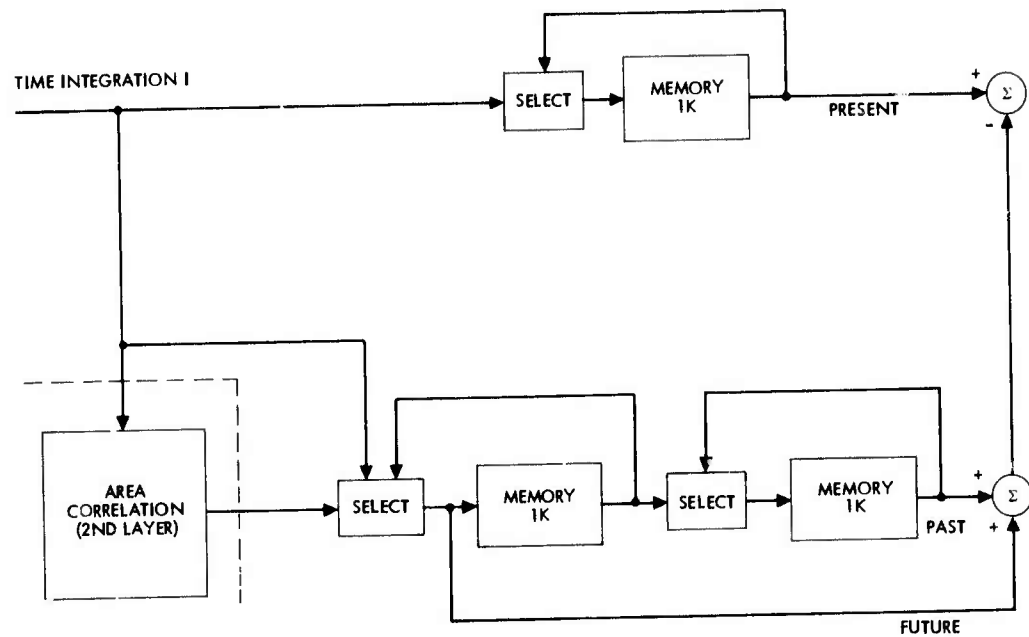 TIME INTEGRATION I
SELECT
MEMORY
1K
+
Σ
PRESENT
-
AREA
CORRELATION
(2ND LAYER)
SELECT
MEMORY
1K
SELECT
MEMORY
1K
+
Σ
PAST
+
FUTURE